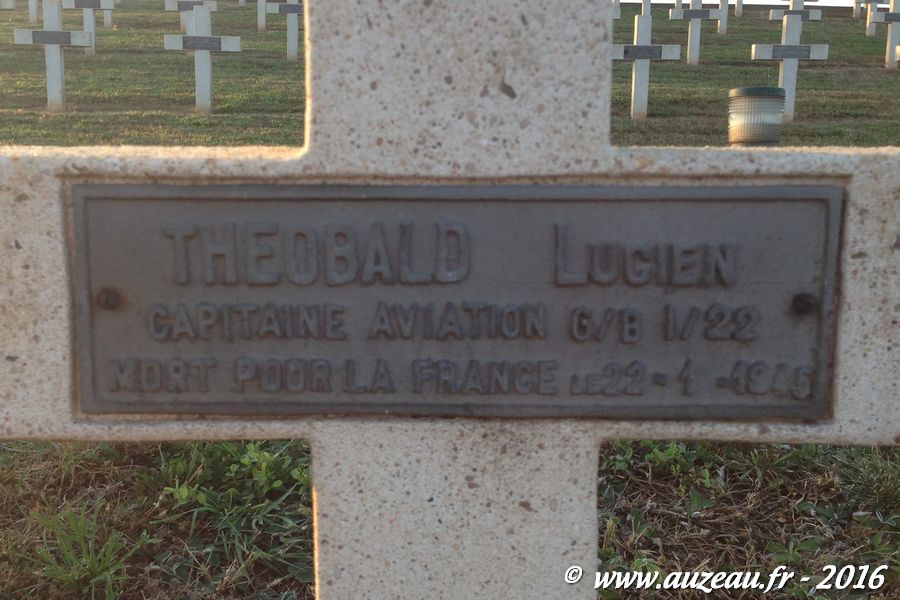 THEOBALD LUCIEN
CAPITAINE AVIATION G/B 1/22
MORT POUR LA FRANCE LE 22-1-1945
© www.auzeau.fr - 2016